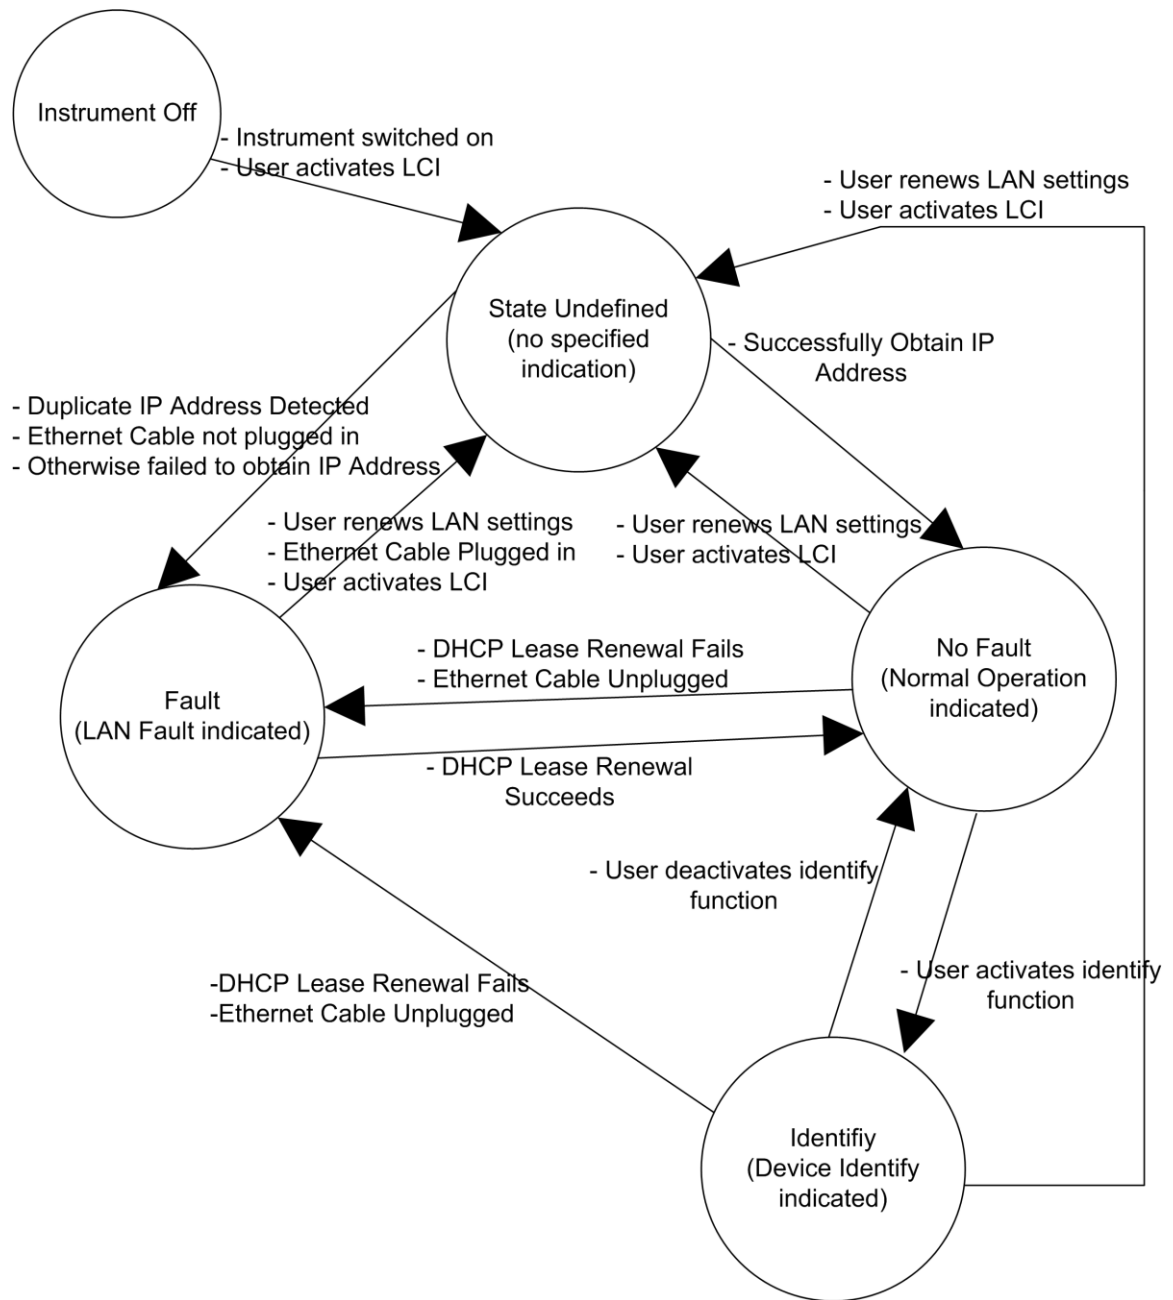 Instrument Off
- Instrument switched on
- User activates LCI
- User renews LAN settings
- User activates LCI
State Undefined
(no specified
indication)
- Successfully Obtain IP
Address
- Duplicate IP Address Detected
- Ethernet Cable not plugged in
- Otherwise failed to obtain IP Address
- User renews LAN settings
- Ethernet Cable Plugged in
- User activates LCI
- User renews LAN settings
- User activates LCI
- DHCP Lease Renewal Fails
- Ethernet Cable Unplugged
No Fault
(Normal Operation
indicated)
Fault
(LAN Fault indicated)
- DHCP Lease Renewal
Succeeds
- User deactivates identify
function
- User activates identify
function
-DHCP Lease Renewal Fails
-Ethernet Cable Unplugged
Identifiy
(Device Identify
indicated)